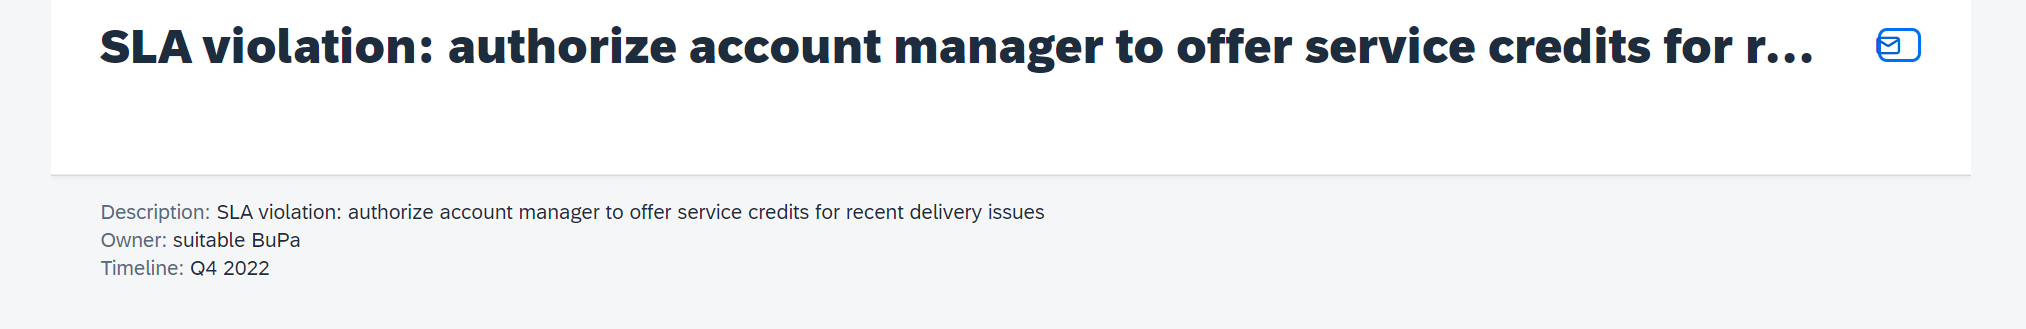 SLA violation: authorize account manager to offer service credits for r...
Description: SLA violation: authorize account manager to offer service credits for recent delivery issues
Owner: suitable BuPa
Timeline: Q4 2022